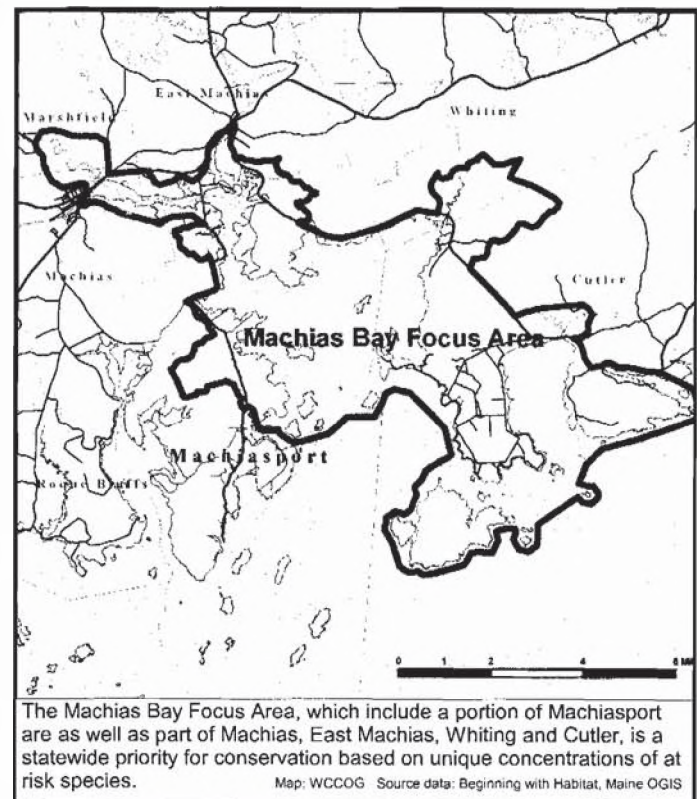 East Machias
Marshfield
Whiting
Machias
Cutler
Machias Bay Focus Area
Machiasport
Roque Bluffs
0 1 2 4 6 Mi
The Machias Bay Focus Area, which include a portion of Machiasport
are as well as part of Machias, East Machias, Whiting and Cutler, is a
statewide priority for conservation based on unique concentrations of at
risk species. Map: WCCOG Source data: Beginning with Habitat, Maine OGIS